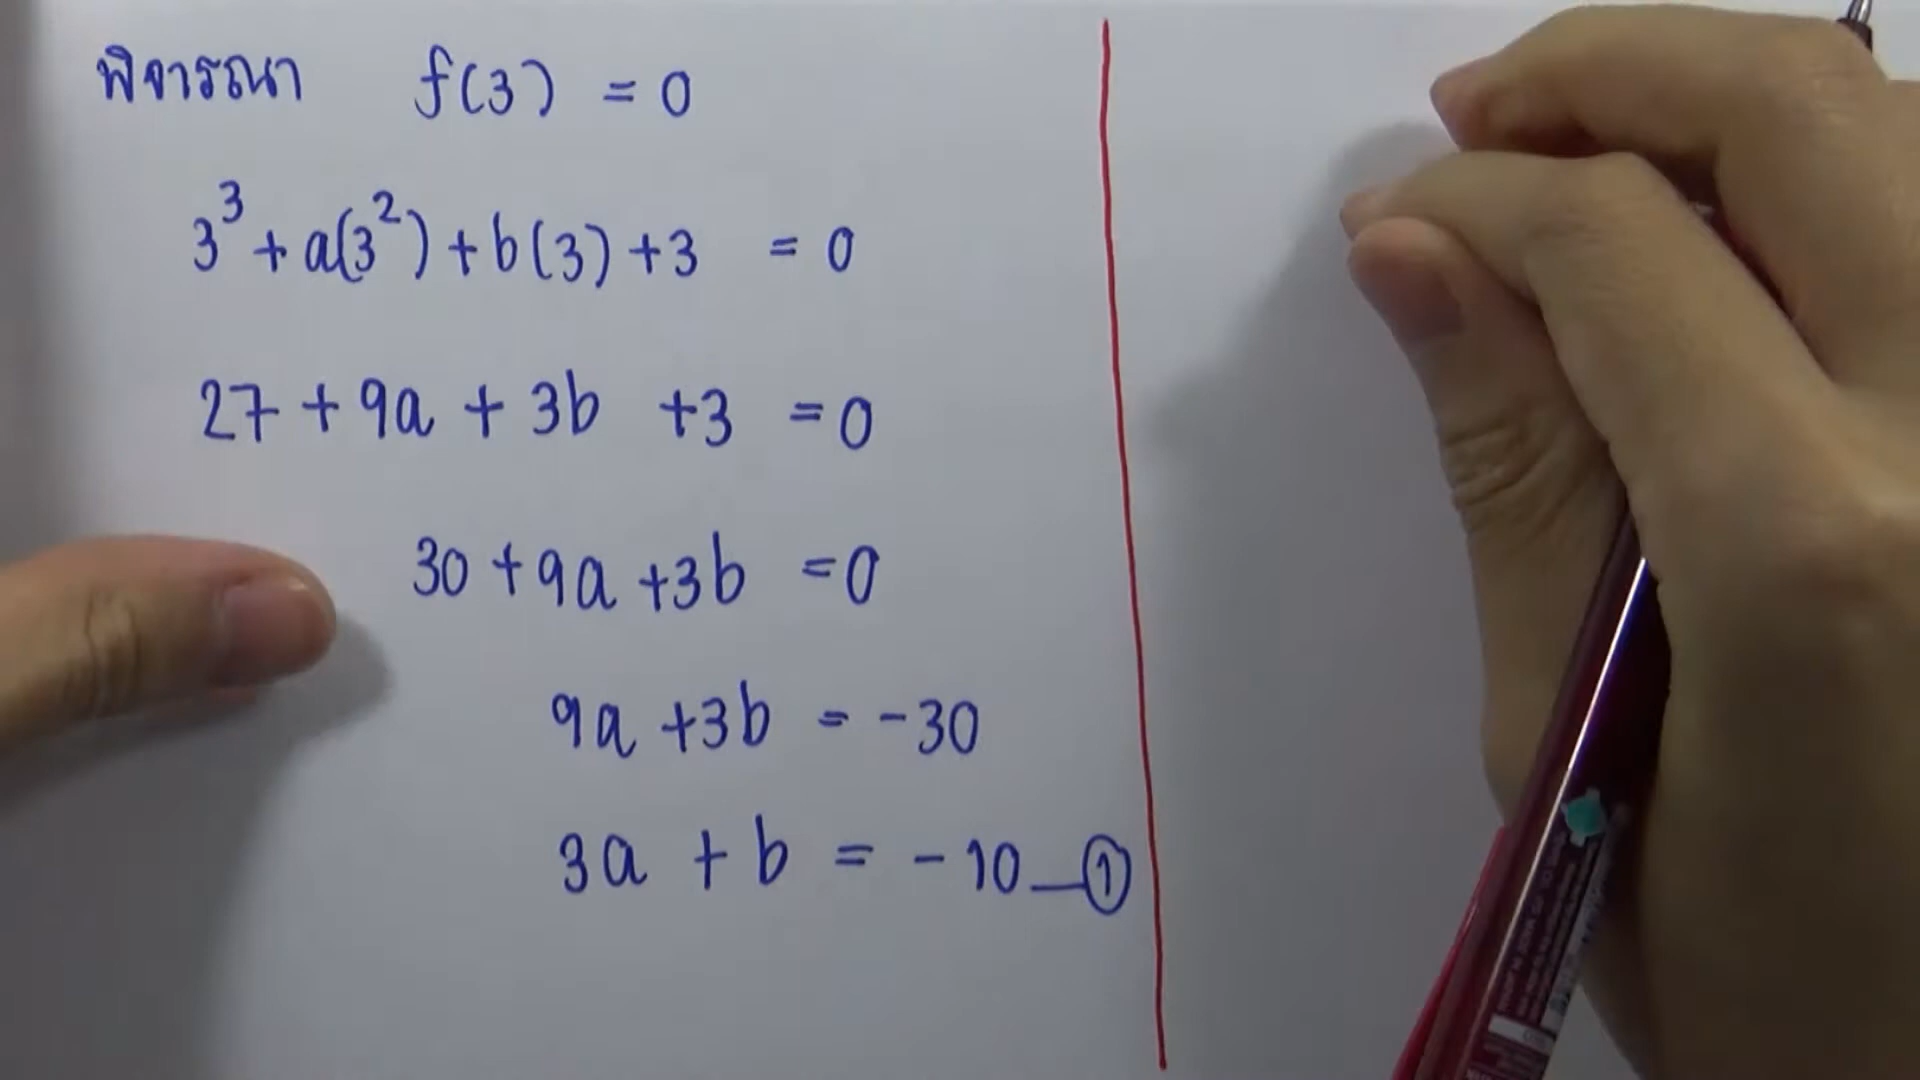 พิจารณา f(3) = 0
3³ + a(3²) + b(3) + 3 = 0
27 + 9a + 3b + 3 = 0
30 + 9a + 3b = 0
9a + 3b = -30
3a + b = -10 — ①